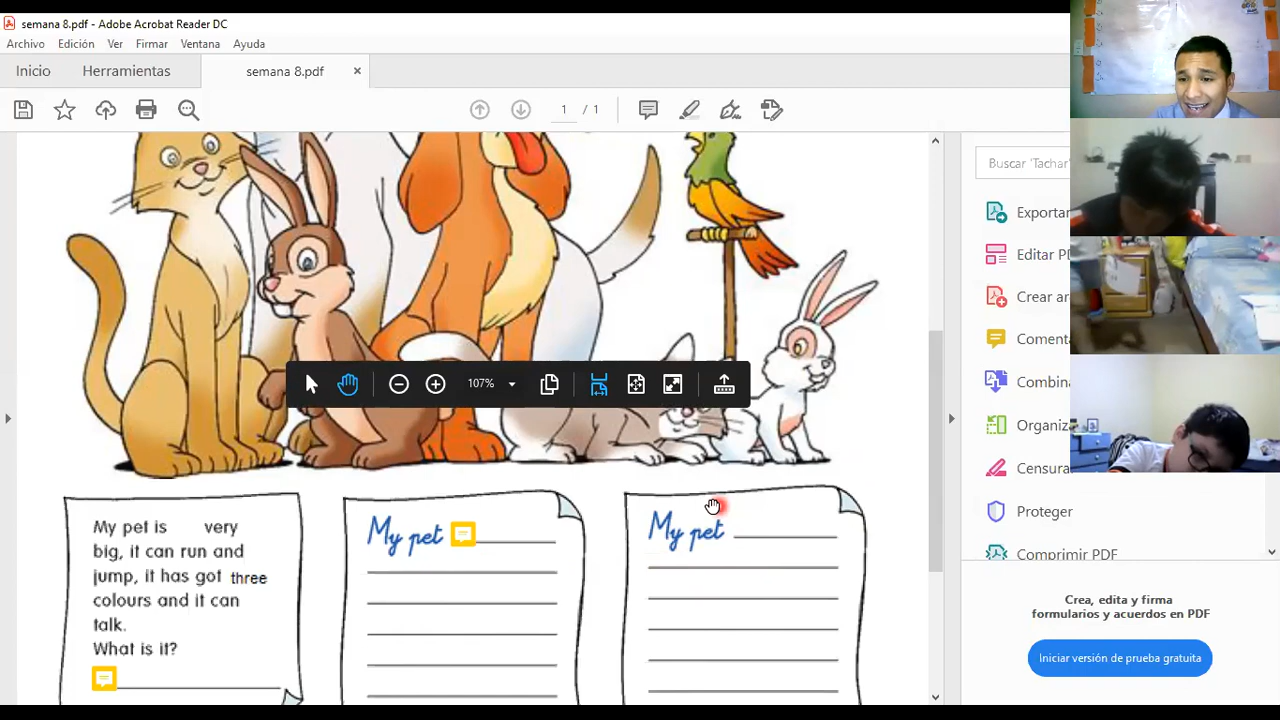 semana 8.pdf - Adobe Acrobat Reader DC
Archivo Edición Ver Firmar Ventana Ayuda
Inicio Herramientas semana 8.pdf ×
1 / 1
Buscar 'Tachar'
Exportar
Editar PD
Crear ar
Comenta
107%
Combina
Organiza
Censura
Proteger
Comprimir PDF
My pet is very
big, it can run and
jump, it has got three
colours and it can
talk.
What is it?
My pet
My pet
Crea, edita y firma
formularios y acuerdos en PDF
Iniciar versión de prueba gratuita